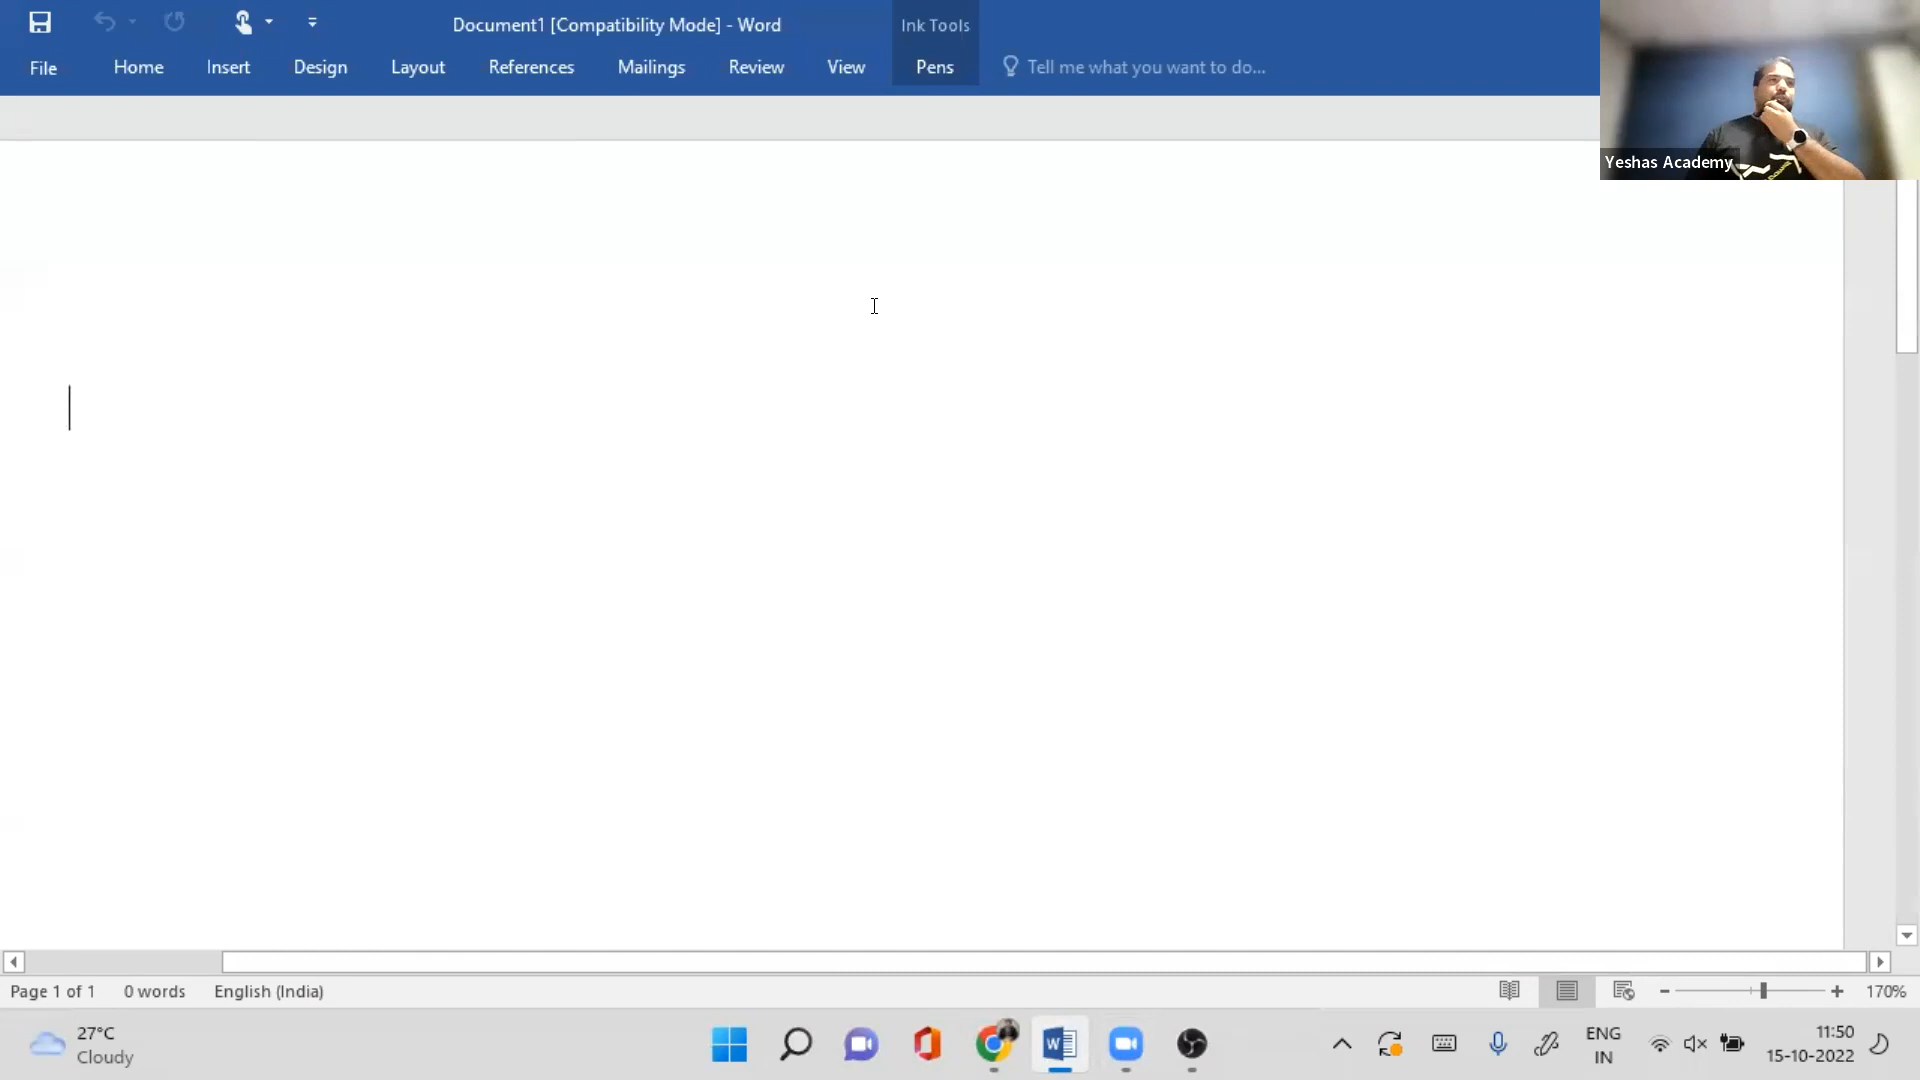 Document1 [Compatibility Mode] - Word
Ink Tools
File
Home
Insert
Design
Layout
References
Mailings
Review
View
Pens
Tell me what you want to do...
Yeshas Academy
Page 1 of 1
0 words
English (India)
170%
27°C
Cloudy
W
ENG
IN
11:50
15-10-2022